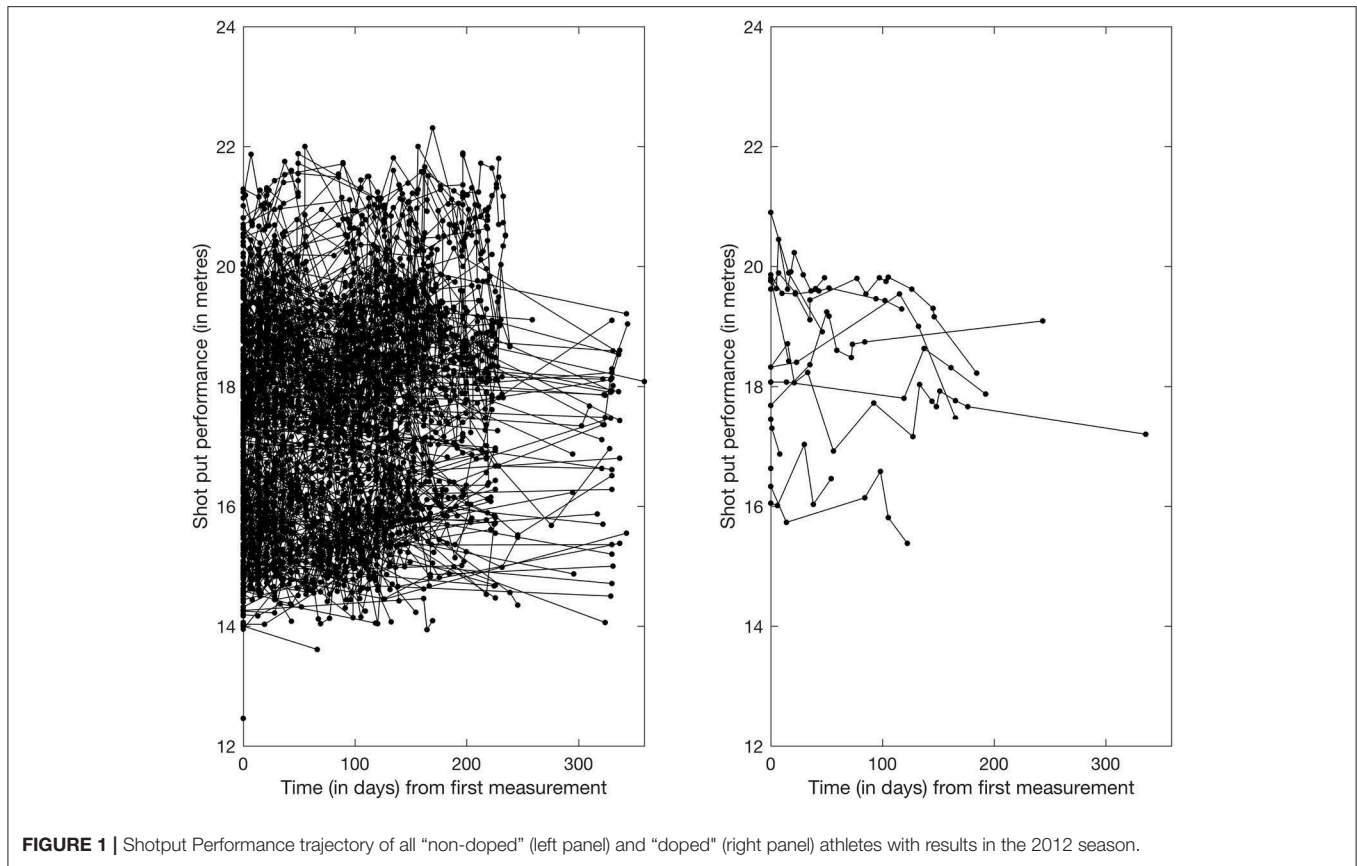 24
22
20
18
16
14
12
Shot put performance (in metres)
0 100 200 300
Time (in days) from first measurement
24
22
20
18
16
14
12
Shot put performance (in metres)
0 100 200 300
Time (in days) from first measurement
FIGURE 1 | Shotput Performance trajectory of all “non-doped” (left panel) and “doped" (right panel) athletes with results in the 2012 season.